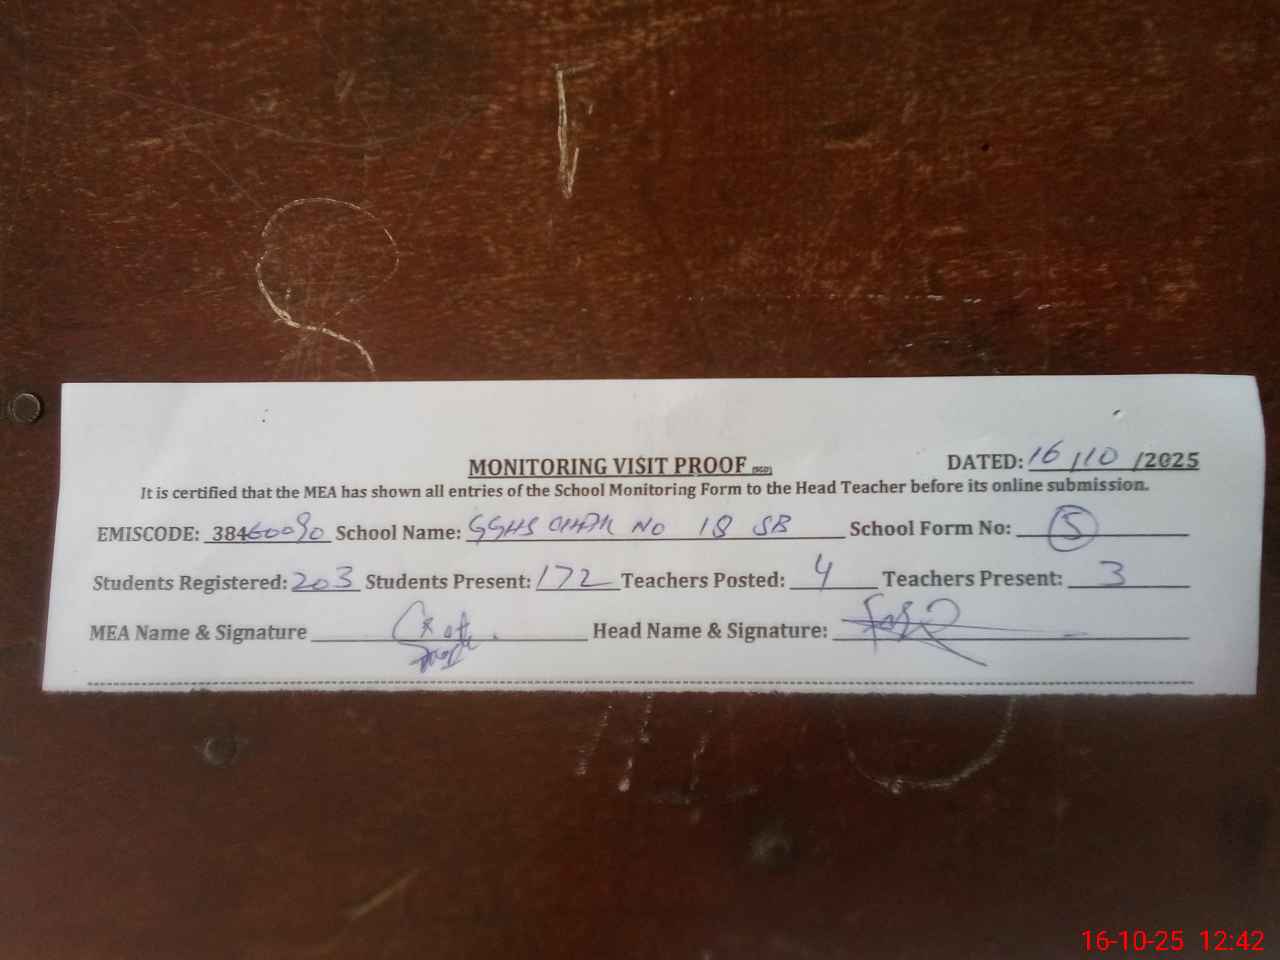 MONITORING VISIT PROOF (SGD)
DATED: 16/10/2025
It is certified that the MEA has shown all entries of the School Monitoring Form to the Head Teacher before its online submission.
EMISCODE: 38460090 School Name: GGHS CHAK NO 18 SB School Form No: 5
Students Registered: 203 Students Present: 172 Teachers Posted: 4 Teachers Present: 3
MEA Name & Signature Head Name & Signature:
16-10-25 12:42